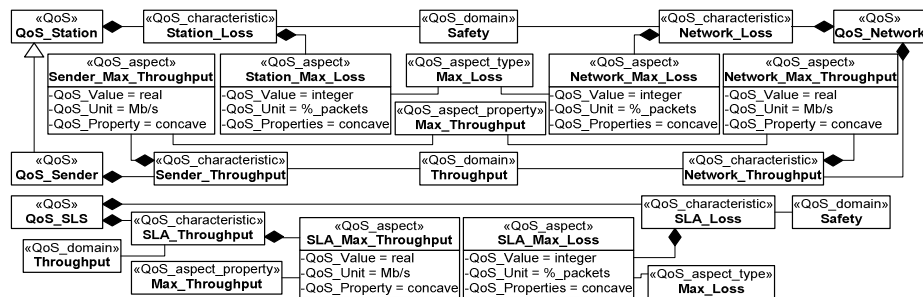 «QoS»
QoS_Station
«QoS_characteristic»
Station_Loss
«QoS_domain»
Safety
«QoS_characteristic»
Network_Loss
«QoS»
QoS_Network
«QoS_aspect»
Sender_Max_Throughput
-QoS_Value = real
-QoS_Unit = Mb/s
-QoS_Property = concave
«QoS_aspect»
Station_Max_Loss
-QoS_Value = integer
-QoS_Unit = %_packets
-QoS_Properties = concave
«QoS_aspect_type»
Max_Loss
«QoS_aspect_property»
Max_Throughput
«QoS_aspect»
Network_Max_Loss
-QoS_Value = integer
-QoS_Unit = %_packets
-QoS_Properties = concave
«QoS_aspect»
Network_Max_Throughput
-QoS_Value = real
-QoS_Unit = Mb/s
-QoS_Property = concave
«QoS»
QoS_Sender
«QoS_characteristic»
Sender_Throughput
«QoS_domain»
Throughput
«QoS_characteristic»
Network_Throughput
«QoS»
QoS_SLS
«QoS_characteristic»
SLA_Throughput
«QoS_characteristic»
SLA_Loss
«QoS_domain»
Safety
«QoS_domain»
Throughput
«QoS_aspect_property»
Max_Throughput
«QoS_aspect»
SLA_Max_Throughput
-QoS_Value = real
-QoS_Unit = Mb/s
-QoS_Property = concave
«QoS_aspect»
SLA_Max_Loss
-QoS_Value = integer
-QoS_Unit = %_packets
-QoS_Properties = concave
«QoS_aspect_type»
Max_Loss